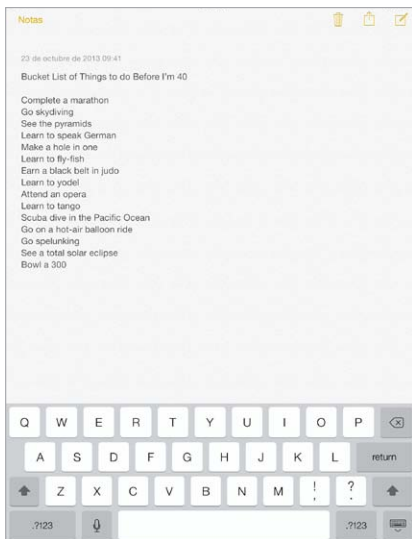 Notas
23 de octubre de 2013 09:41
Bucket List of Things to do Before I'm 40
Complete a marathon
Go skydiving
See the pyramids
Learn to speak German
Make a hole in one
Learn to fly-fish
Earn a black belt in judo
Learn to yodel
Attend an opera
Learn to tango
Scuba dive in the Pacific Ocean
Go on a hot-air balloon ride
Go spelunking
See a total solar eclipse
Bowl a 300
Q W E R T Y U I O P
A S D F G H J K L return
Z X C V B N M ! , ? .
.?123 .?123